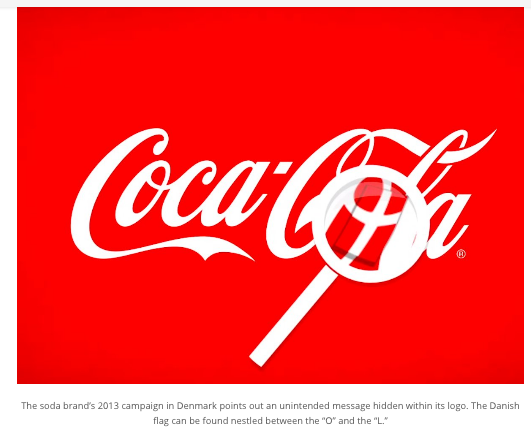 Coca-Cola®
The soda brand's 2013 campaign in Denmark points out an unintended message hidden within its logo. The Danish
flag can be found nestled between the “O” and the “L.”